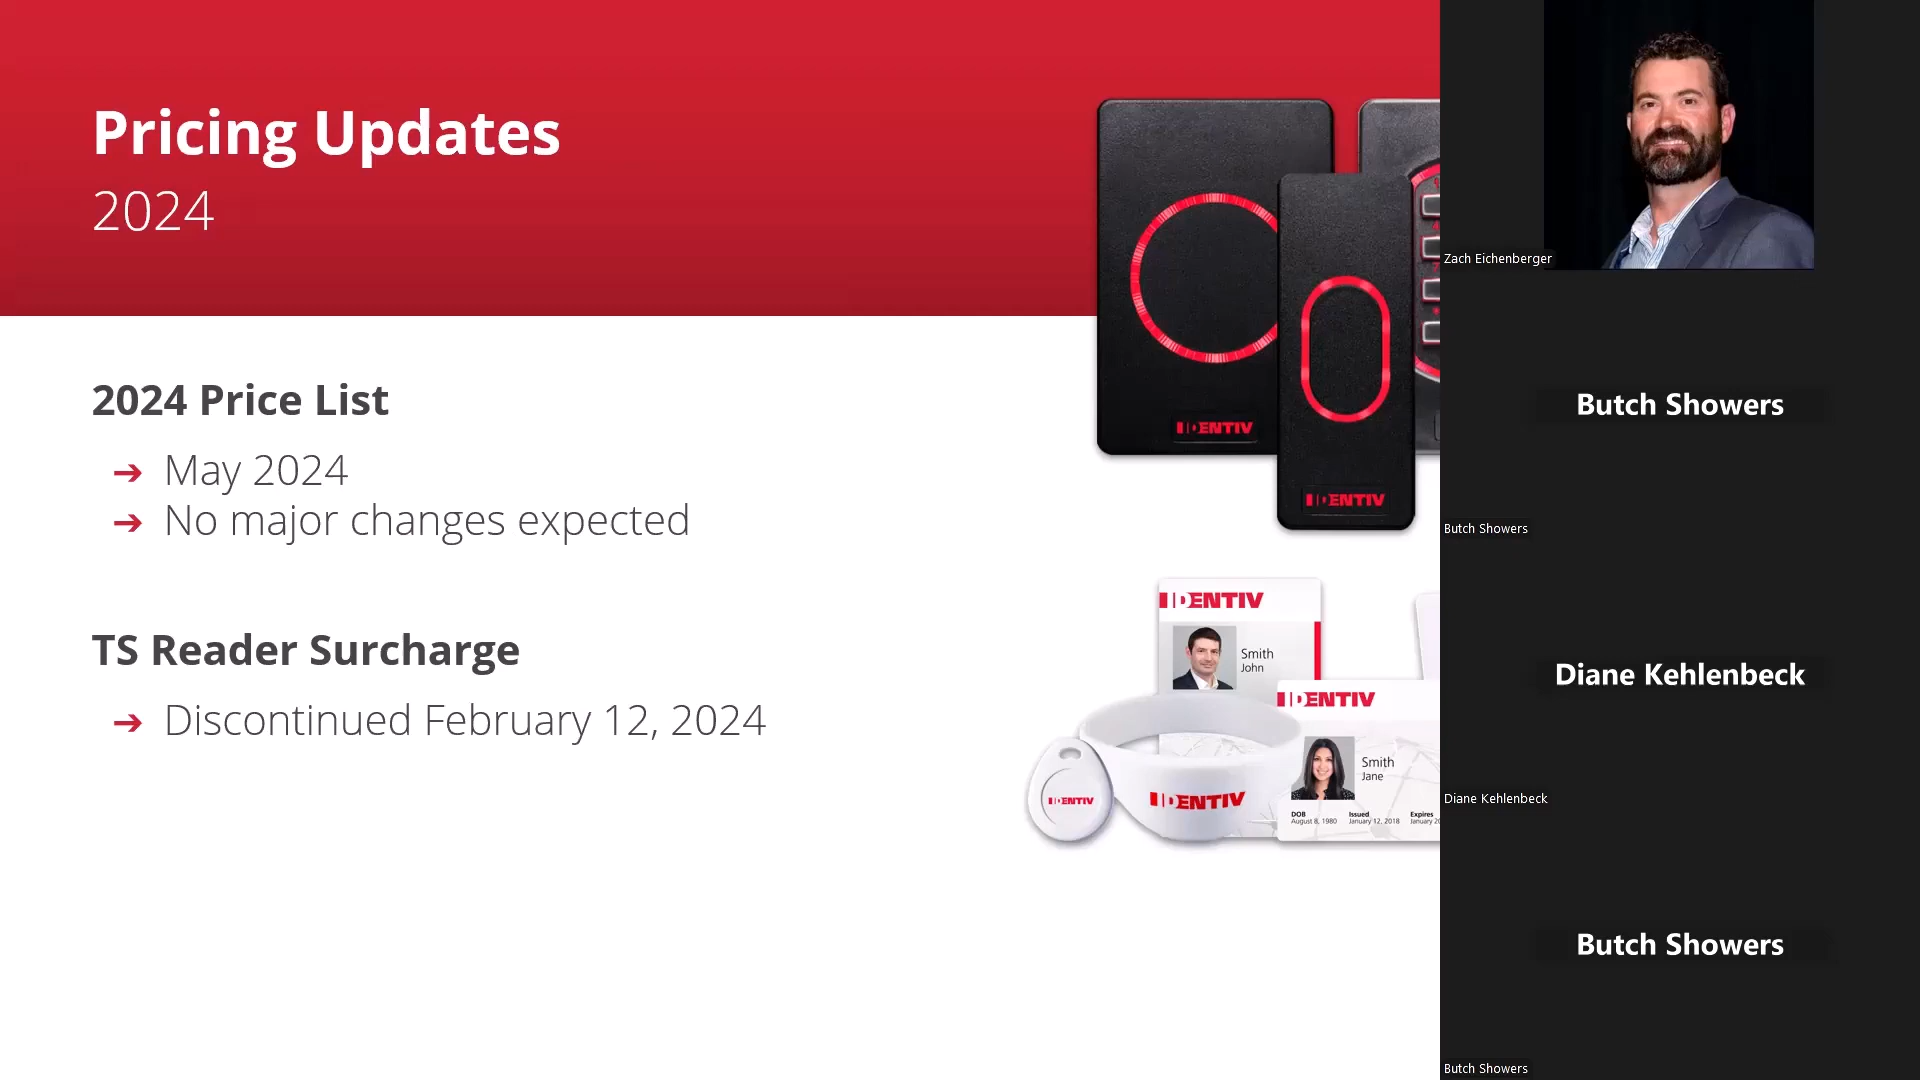 Pricing Updates
2024
2024 Price List
➔ May 2024
➔ No major changes expected
TS Reader Surcharge
➔ Discontinued February 12, 2024
IDENTIV
IDENTIV
IDENTIV
Smith
John
IDENTIV
Smith
Jane
DOB
August 8, 1980
Issued
January 12, 2018
Expires
IDENTIV
IDENTIV
Zach Eichenberger
Butch Showers
Butch Showers
Diane Kehlenbeck
Diane Kehlenbeck
Butch Showers
Butch Showers